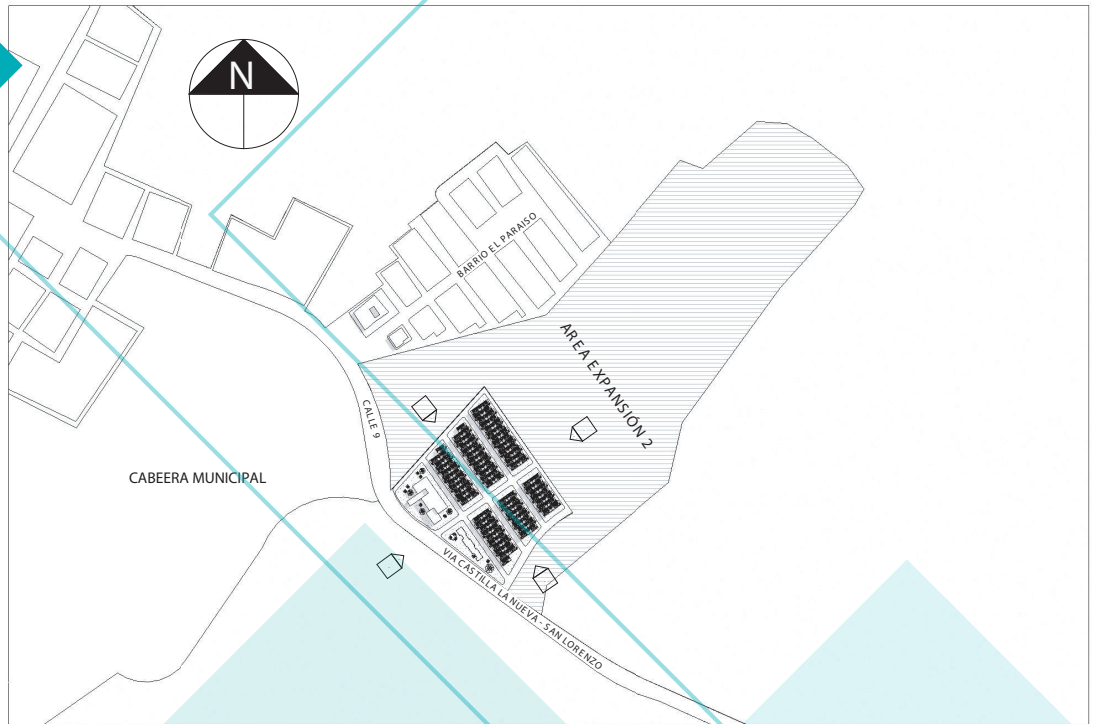 N
BARRIO EL PARAISO
AREA EXPANSIÓN 2
CALLE 9
CABEERA MUNICIPAL
VIA CASTILLA LA NUEVA - SAN LORENZO